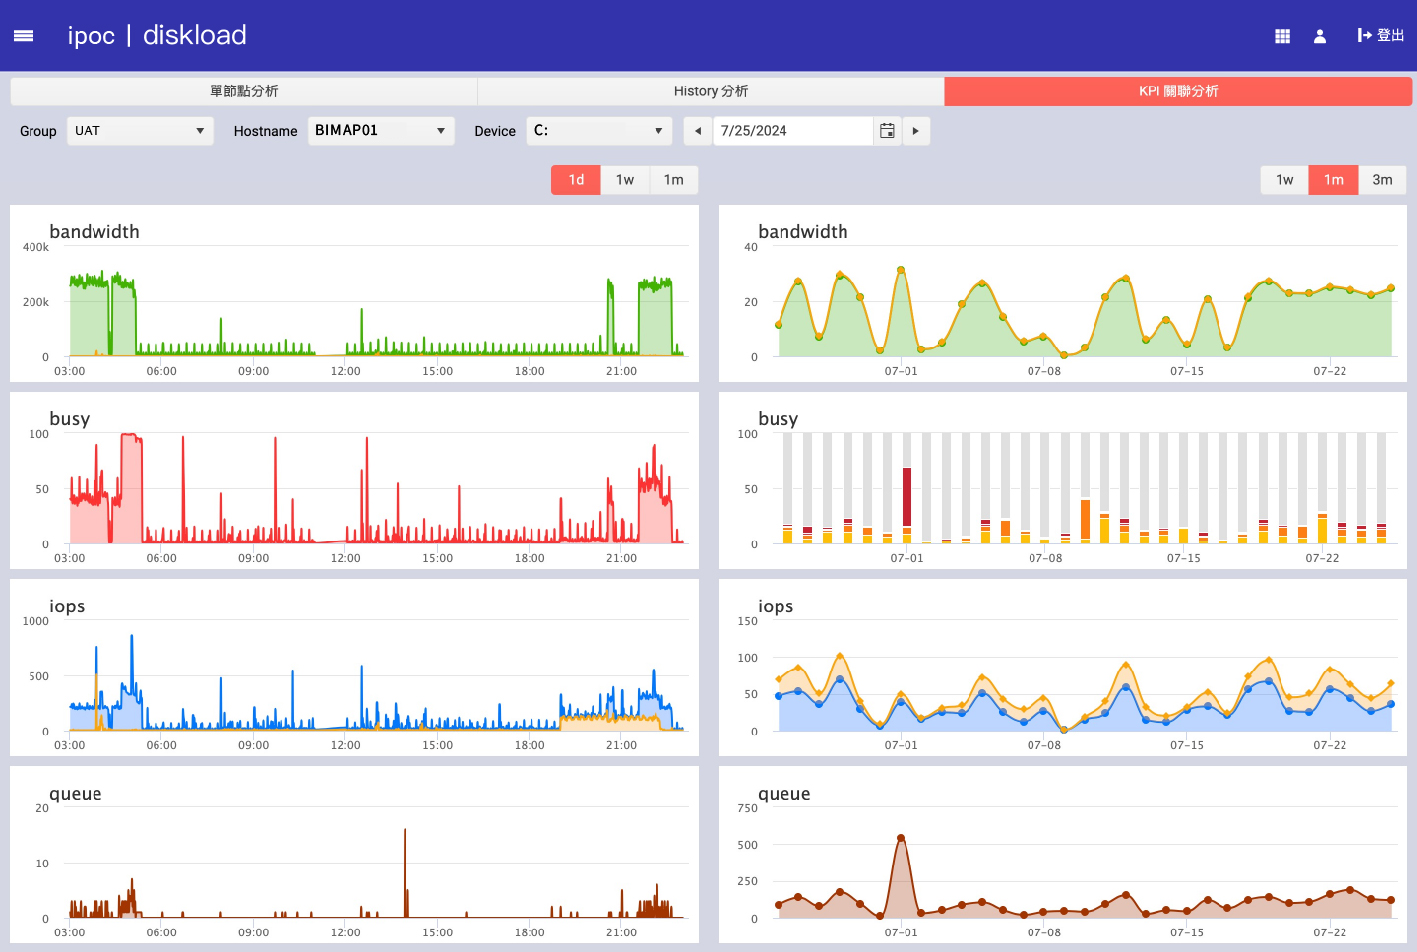 ipoc | diskload
登出
單節點分析 History 分析 KPI 關聯分析
Group UAT Hostname BIMAP01 Device C: 7/25/2024
1d 1w 1m
1w 1m 3m
bandwidth
400k
200k
0
03:00 06:00 09:00 12:00 15:00 18:00 21:00
bandwidth
40
20
0
07-01 07-08 07-15 07-22
busy
100
50
0
03:00 06:00 09:00 12:00 15:00 18:00 21:00
busy
100
50
0
07-01 07-08 07-15 07-22
iops
1000
500
0
03:00 06:00 09:00 12:00 15:00 18:00 21:00
iops
150
100
50
0
07-01 07-08 07-15 07-22
queue
20
10
0
03:00 06:00 09:00 12:00 15:00 18:00 21:00
queue
750
500
250
0
07-01 07-08 07-15 07-22